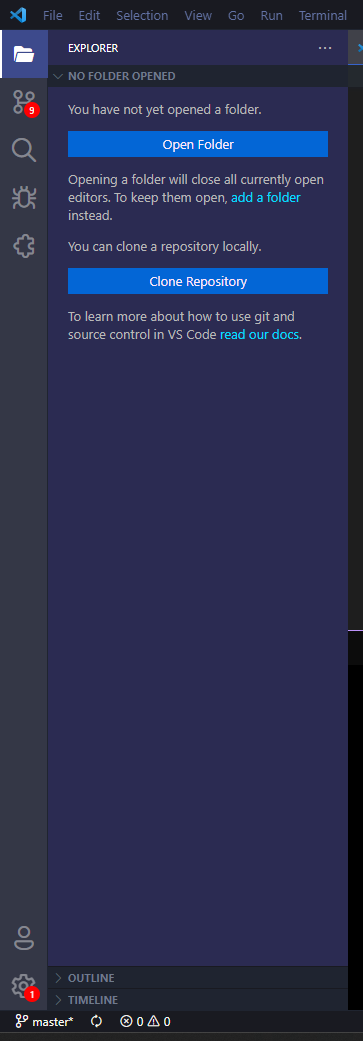 File Edit Selection View Go Run Terminal
EXPLORER ···
NO FOLDER OPENED
You have not yet opened a folder.
9
Open Folder
Opening a folder will close all currently open
editors. To keep them open, add a folder
instead.
You can clone a repository locally.
Clone Repository
To learn more about how to use git and
source control in VS Code read our docs.
OUTLINE
1
TIMELINE
master* 0 0